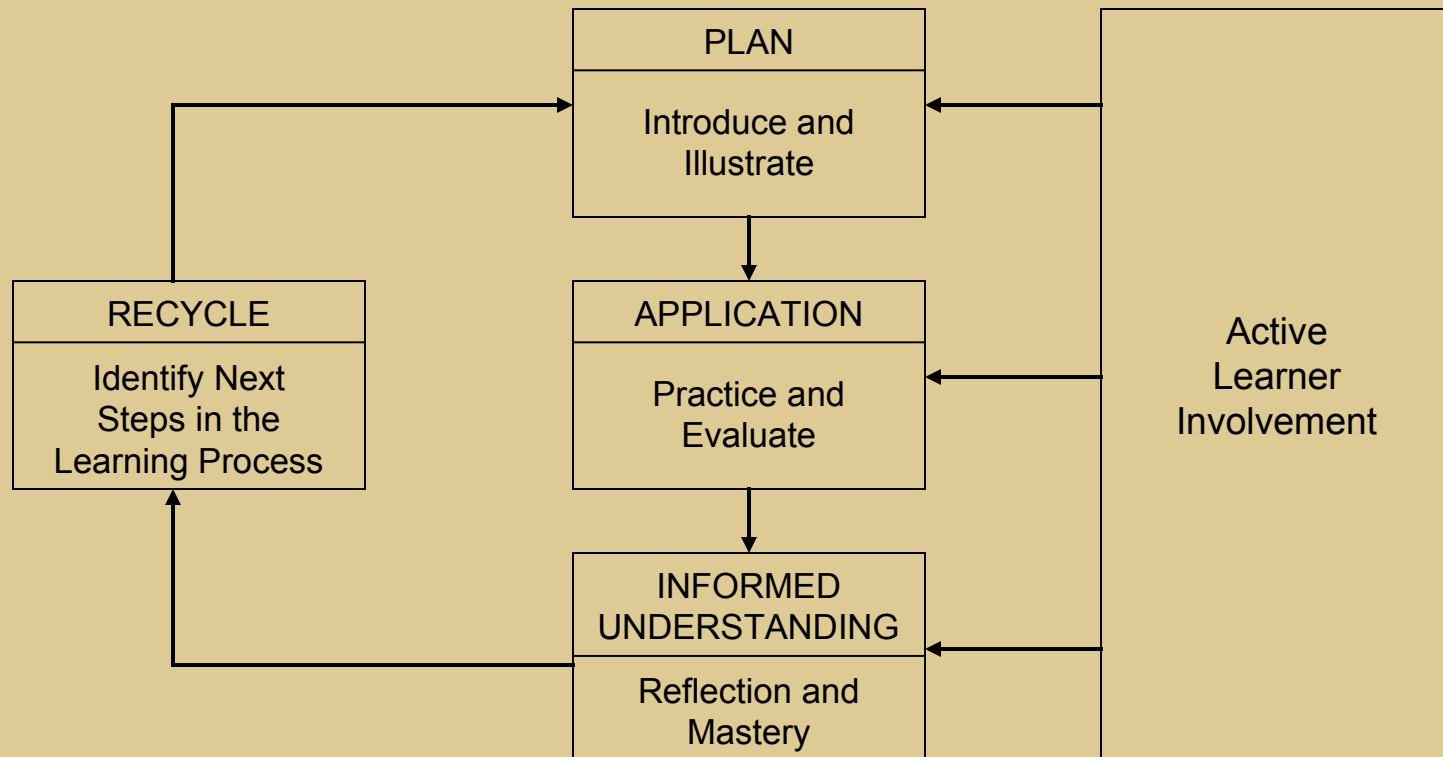 PLAN
Introduce and
Illustrate
RECYCLE
Identify Next
Steps in the
Learning Process
APPLICATION
Practice and
Evaluate
INFORMED
UNDERSTANDING
Reflection and
Mastery
Active
Learner
Involvement